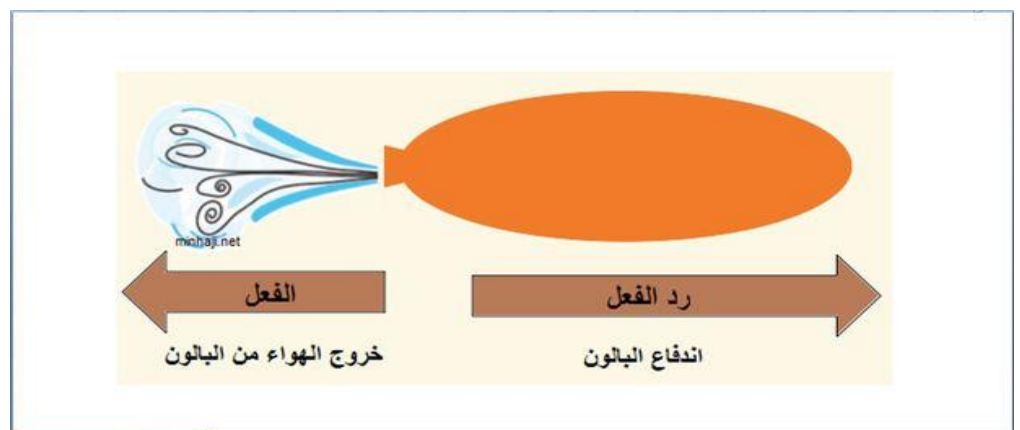 minhaji.net
الفعل
رد الفعل
خروج الهواء من البالون
اندفاع البالون